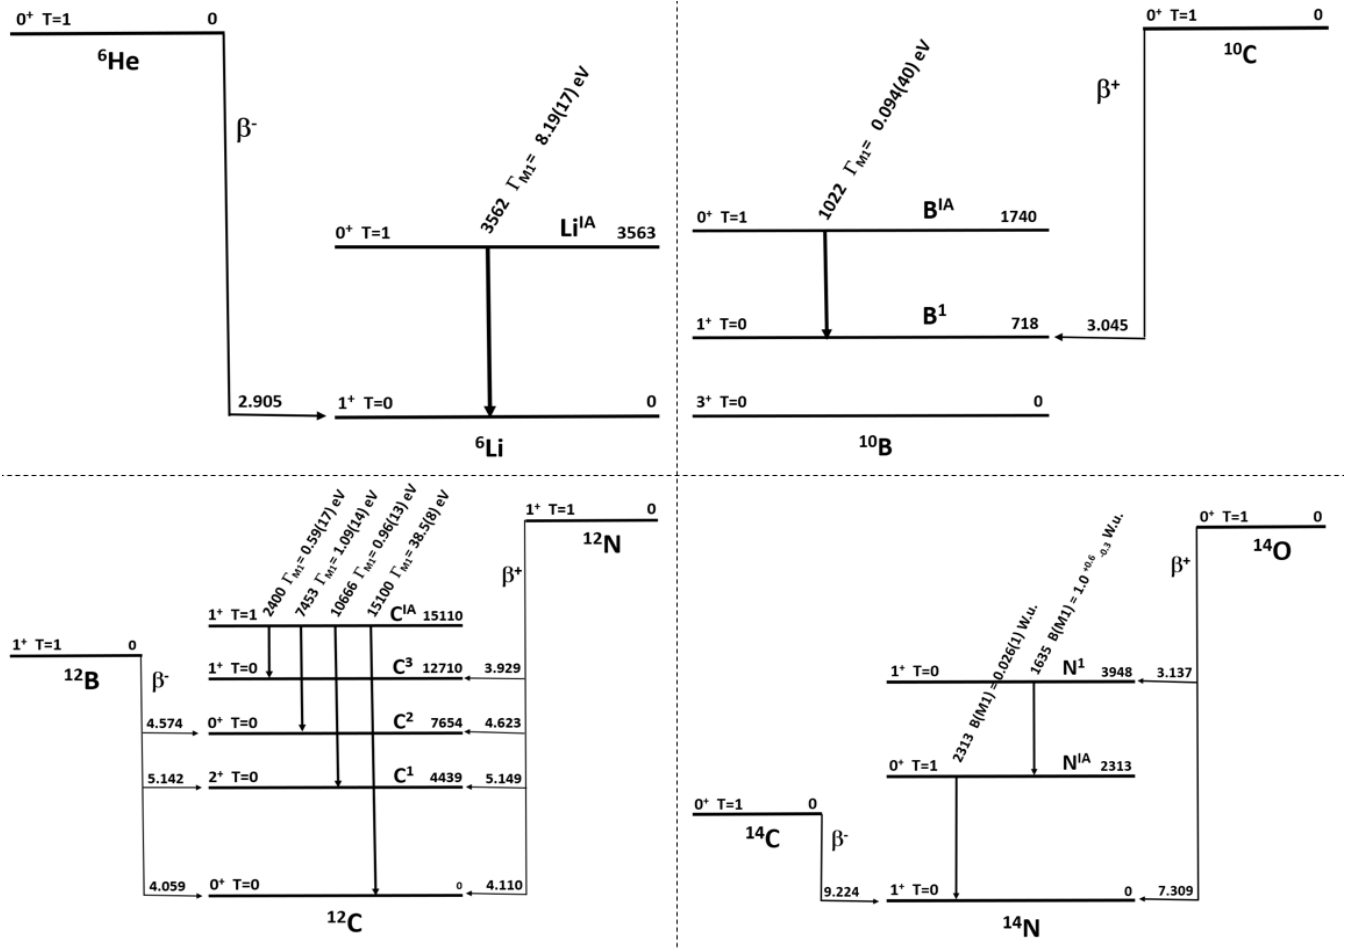 0⁺ T=1 0
⁶He
β⁻
3562 Γ_M1= 8.19(17) eV
0⁺ T=1 Li^IA 3563
2.905
1⁺ T=0 0
⁶Li
0⁺ T=1 0
¹⁰C
β⁺
1022 Γ_M1= 0.094(40) eV
0⁺ T=1 B^IA 1740
1⁺ T=0 B¹ 718
3.045
3⁺ T=0 0
¹⁰B
2400 Γ_M1= 0.59(17) eV
7453 Γ_M1= 1.09(14) eV
10666 Γ_M1= 0.96(13) eV
15100 Γ_M1= 38.5(8) eV
1⁺ T=1 0
¹²N
β⁺
1⁺ T=1 C^IA 15110
1⁺ T=1 0
¹²B
β⁻
1⁺ T=0 C³ 12710
3.929
4.574
0⁺ T=0 C² 7654
4.623
5.142
2⁺ T=0 C¹ 4439
5.149
4.059
0⁺ T=0 0
4.110
¹²C
0⁺ T=1 0
¹⁴O
β⁺
2313 B(M1) = 0.026(1) W.u.
1635 B(M1) = 1.0 ⁺⁰·⁶ ₋₀.₃ W.u.
1⁺ T=0 N¹ 3948
3.137
0⁺ T=1 N^IA 2313
0⁺ T=1 0
¹⁴C
β⁻
9.224
1⁺ T=0 0
7.309
¹⁴N